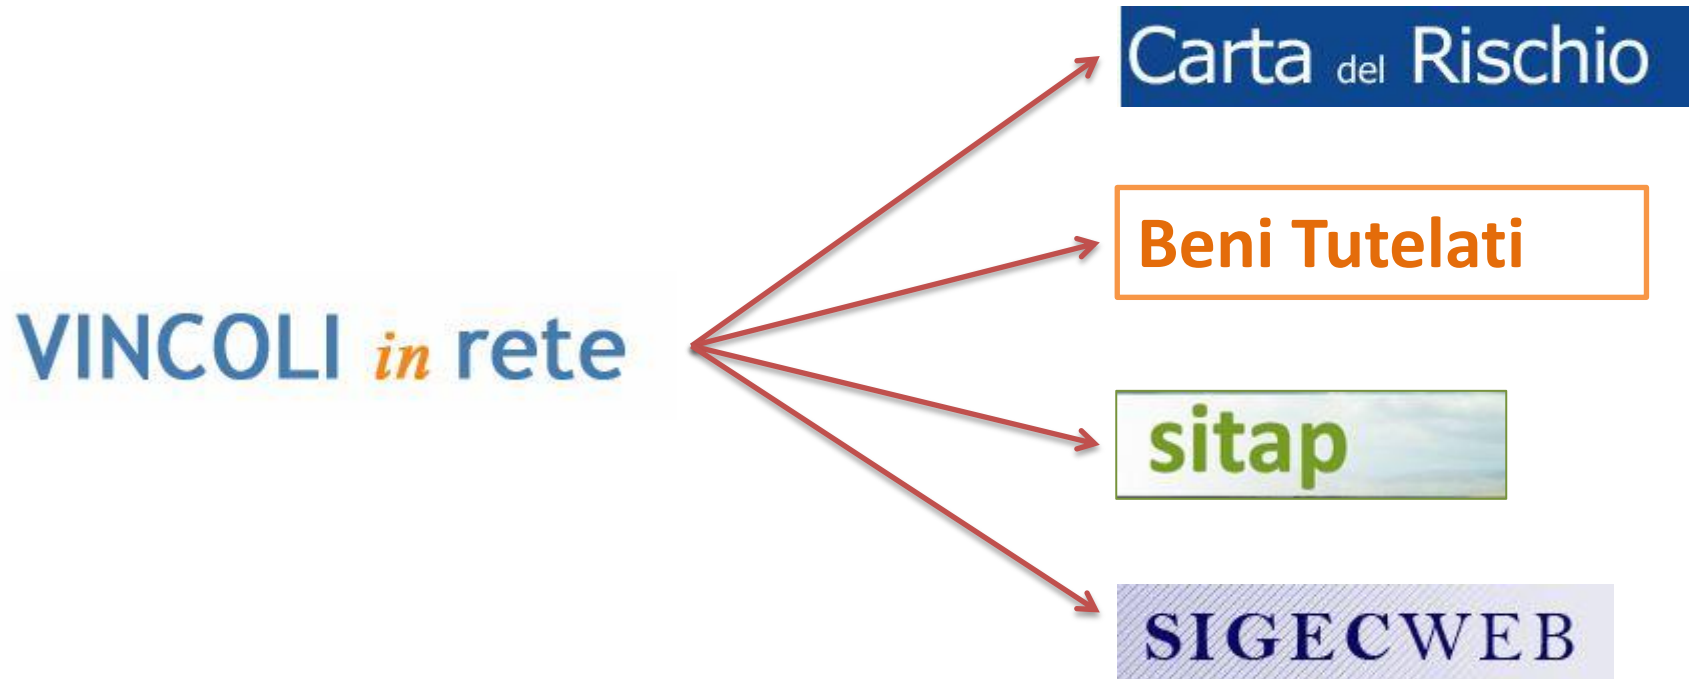 Carta del Rischio
Beni Tutelati
VINCOLI in rete
sitap
SIGECWEB